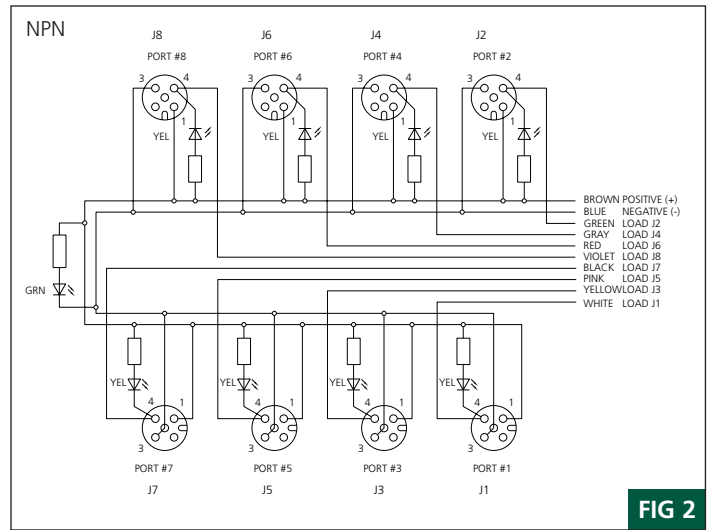 NPN
J8 J6 J4 J2
PORT #8 PORT #6 PORT #4 PORT #2
3 4 3 4 3 4 3 4
1 1 1 1
YEL YEL YEL YEL
BROWN POSITIVE (+)
BLUE NEGATIVE (-)
GREEN LOAD J2
GRAY LOAD J4
RED LOAD J6
VIOLET LOAD J8
BLACK LOAD J7
PINK LOAD J5
YELLOW LOAD J3
WHITE LOAD J1
GRN
YEL YEL YEL YEL
4 1 4 1 4 1 4 1
3 3 3 3
PORT #7 PORT #5 PORT #3 PORT #1
J7 J5 J3 J1
FIG 2